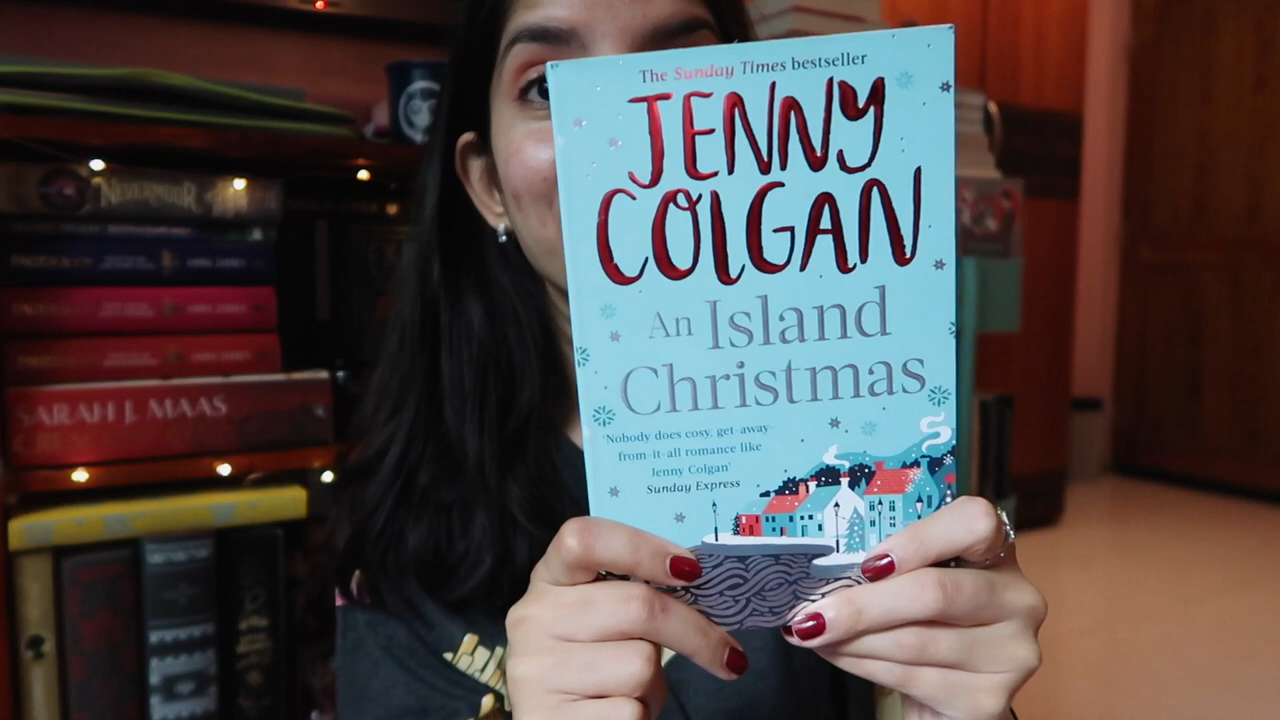 The Sunday Times bestseller
JENNY
COLGAN
An Island
Christmas
'Nobody does cosy, get-away-
from-it-all romance like
Jenny Colgan'
Sunday Express
NEVERMOOR
SARAH J. MAAS